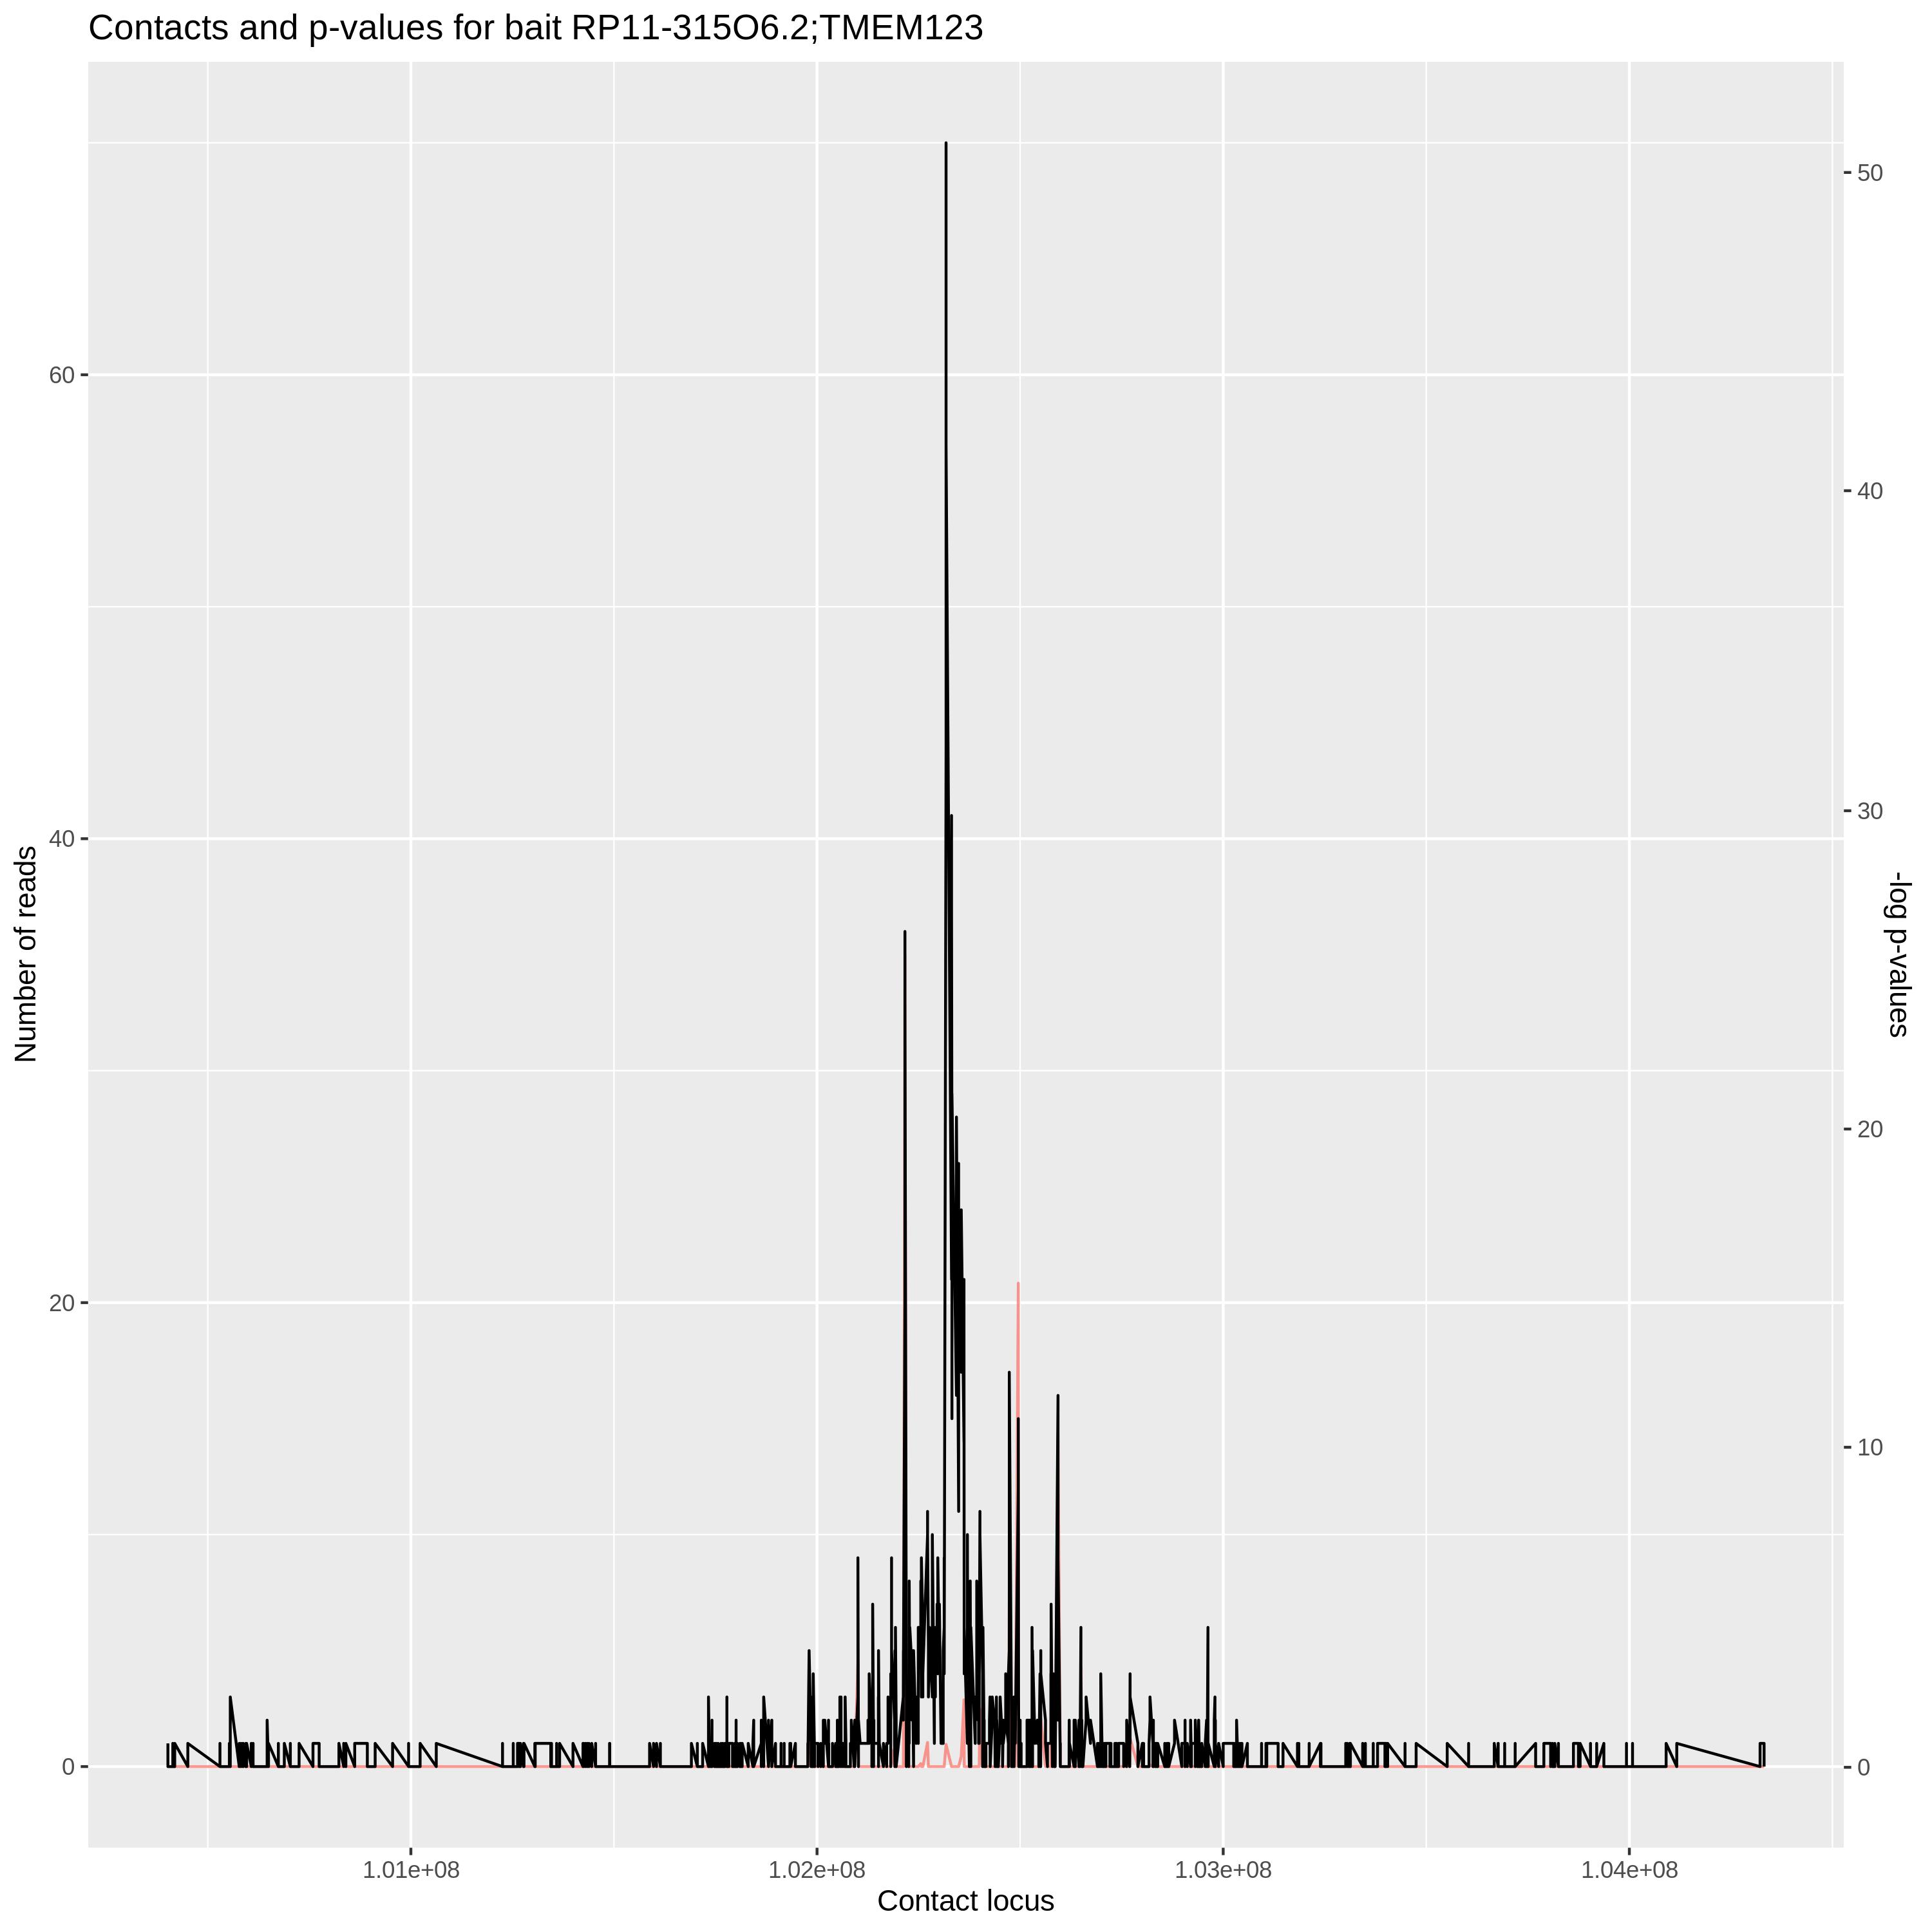 Contacts and p-values for bait RP11-315O6.2;TMEM123
60
40
20
0
Number of reads
50
40
30
20
10
0
-log p-values
1.01e+08
1.02e+08
1.03e+08
1.04e+08
Contact locus